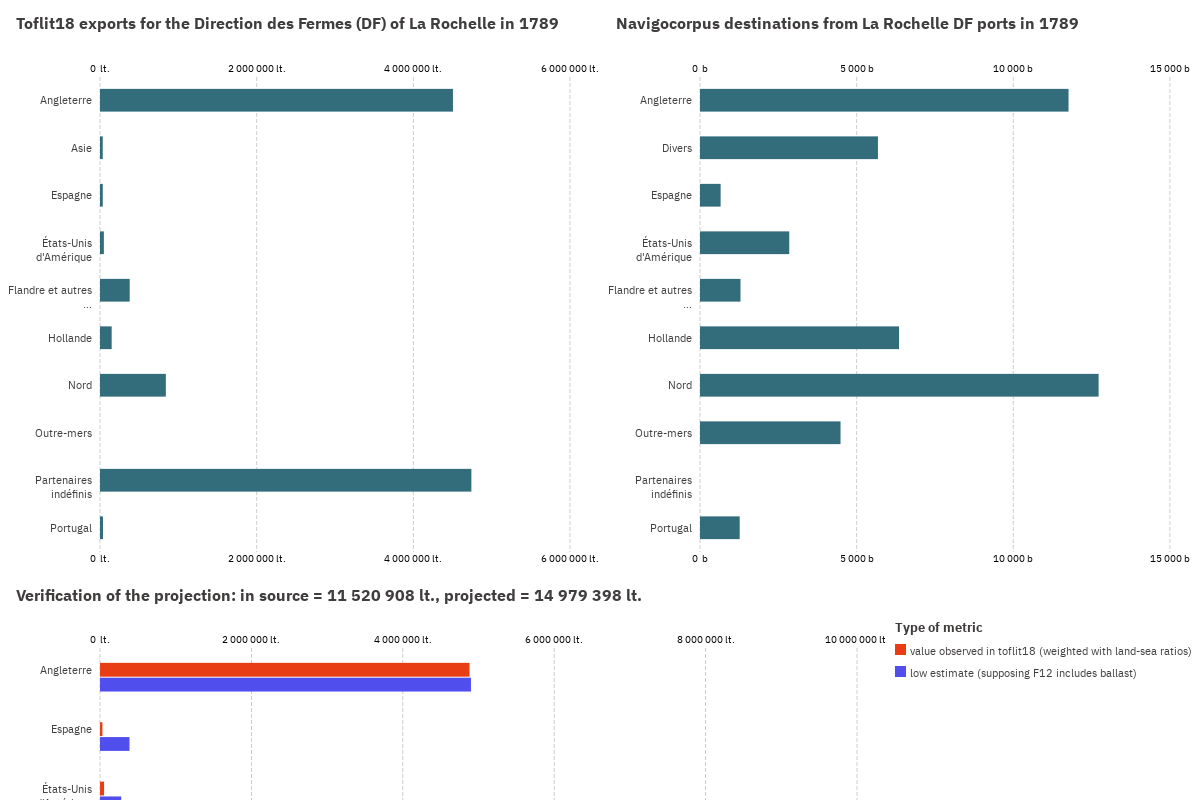 Toflit18 exports for the Direction des Fermes (DF) of La Rochelle in 1789
0 lt.
2 000 000 lt.
4 000 000 lt.
6 000 000 lt.
Angleterre
Asie
Espagne
États-Unis
d'Amérique
Flandre et autres
...
Hollande
Nord
Outre-mers
Partenaires
indéfinis
Portugal
0 lt.
2 000 000 lt.
4 000 000 lt.
6 000 000 lt.
Navigocorpus destinations from La Rochelle DF ports in 1789
0 b
5 000 b
10 000 b
15 000 b
Angleterre
Divers
Espagne
États-Unis
d'Amérique
Flandre et autres
...
Hollande
Nord
Outre-mers
Partenaires
indéfinis
Portugal
0 b
5 000 b
10 000 b
15 000 b
Verification of the projection: in source = 11 520 908 lt., projected = 14 979 398 lt.
0 lt.
2 000 000 lt.
4 000 000 lt.
6 000 000 lt.
8 000 000 lt.
10 000 000 lt
Angleterre
Espagne
États-Unis
Type of metric
value observed in toflit18 (weighted with land-sea ratios)
low estimate (supposing F12 includes ballast)